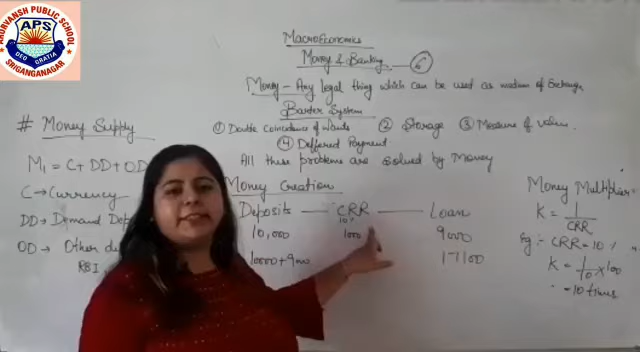 ARORVANSH PUBLIC SCHOOL
APS
DEO GRATIA
SRIGANGANAGAR
MacroEconomics
Money & Banking 6
Money - Any legal thing which can be used as medium of Exchange
Barter System
① Double Coincidence of Wants ② Storage ③ Measure of value.
④ Deffered Payment
All these problems are solved by Money
# Money Supply
M1 = C + DD + OD
C → Currency
DD → Demand Dep
OD → Other de
RBI
Money Creation
Deposits — CRR — Loan
10%
10,000 1000 9000
10000 + 9000 17100
Money Multiplier
K = 1/CRR
Eg :- CRR = 10%
K = 1/10 × 100
= 10 times